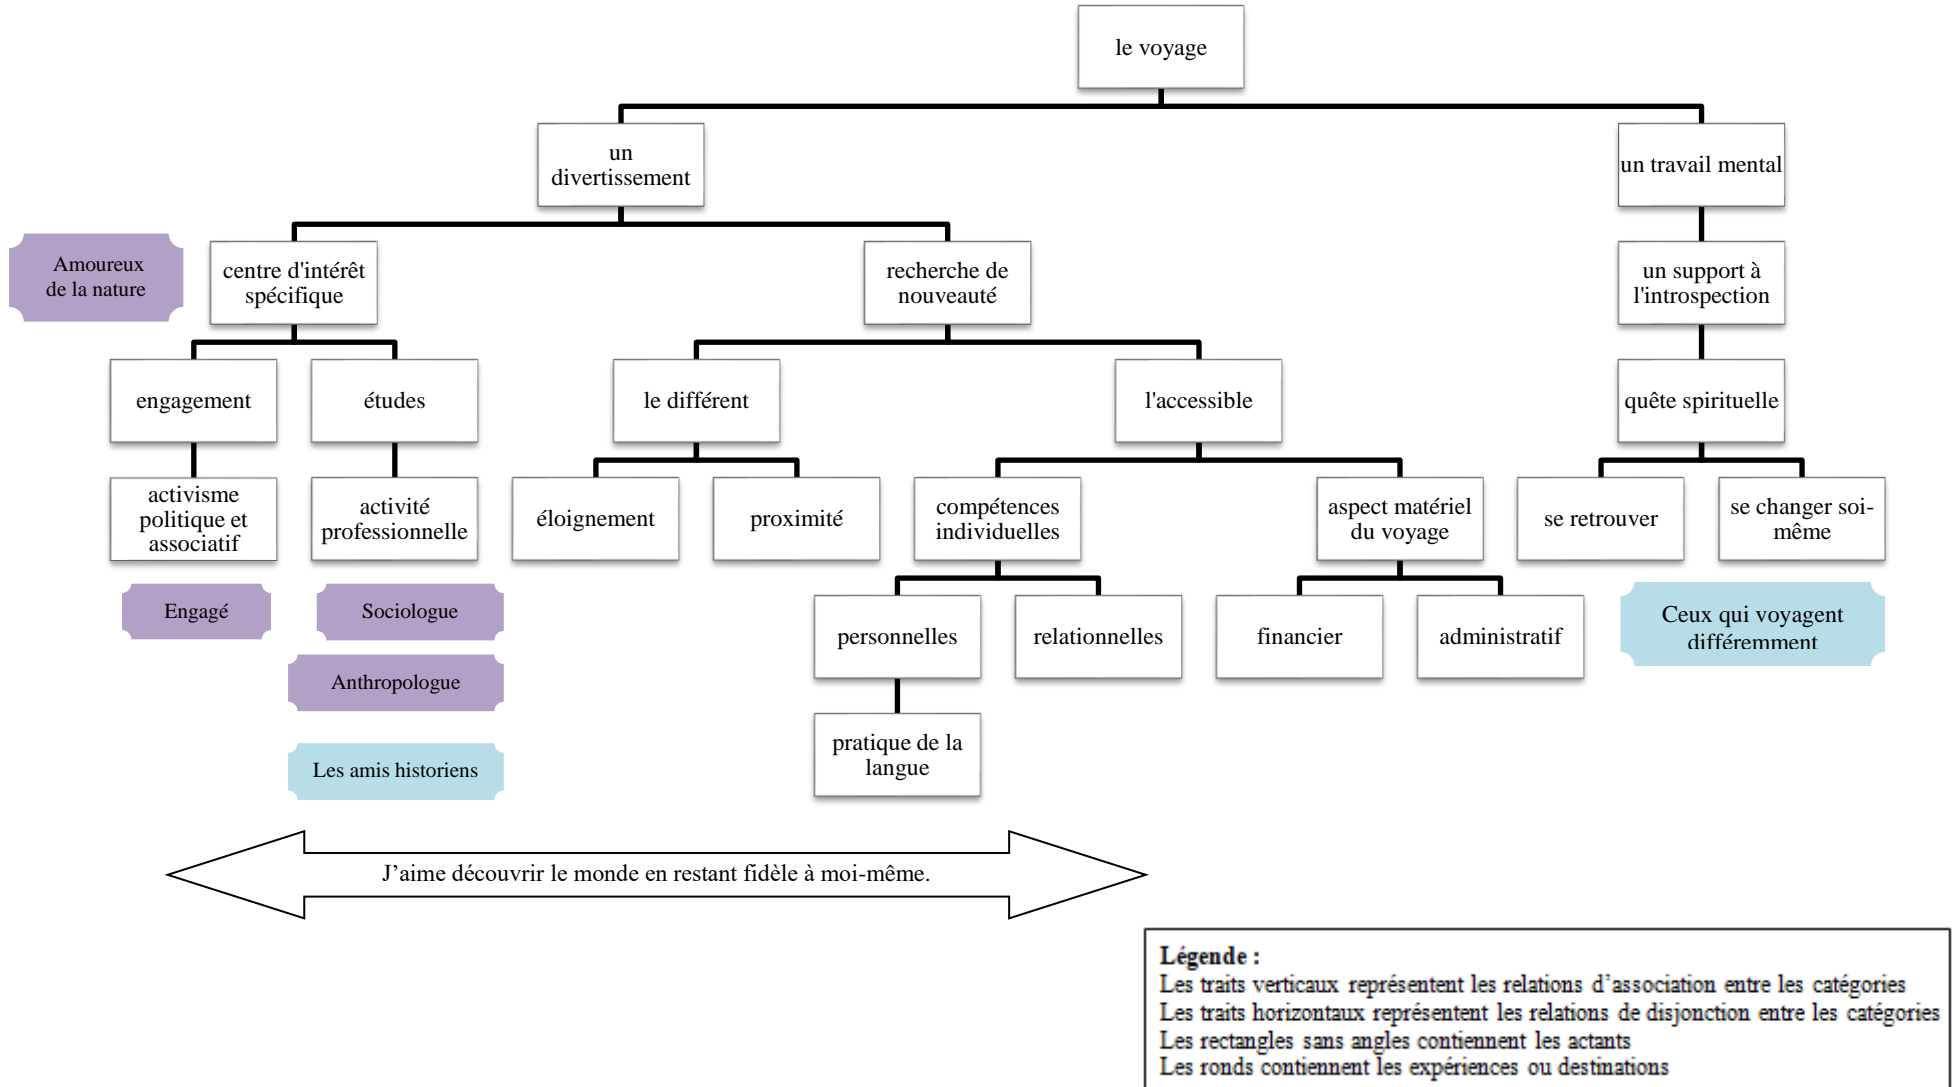 le voyage
un
divertissement
un travail mental
Amoureux
de la nature
centre d'intérêt
spécifique
recherche de
nouveauté
un support à
l'introspection
engagement
études
le différent
l'accessible
quête spirituelle
activisme
politique et
associatif
activité
professionnelle
éloignement
proximité
compétences
individuelles
aspect matériel
du voyage
se retrouver
se changer soi-
même
Engagé
Sociologue
personnelles
relationnelles
financier
administratif
Ceux qui voyagent
différemment
Anthropologue
Les amis historiens
pratique de la
langue
J’aime découvrir le monde en restant fidèle à moi-même.
Légende :
Les traits verticaux représentent les relations d’association entre les catégories
Les traits horizontaux représentent les relations de disjonction entre les catégories
Les rectangles sans angles contiennent les actants
Les ronds contiennent les expériences ou destinations